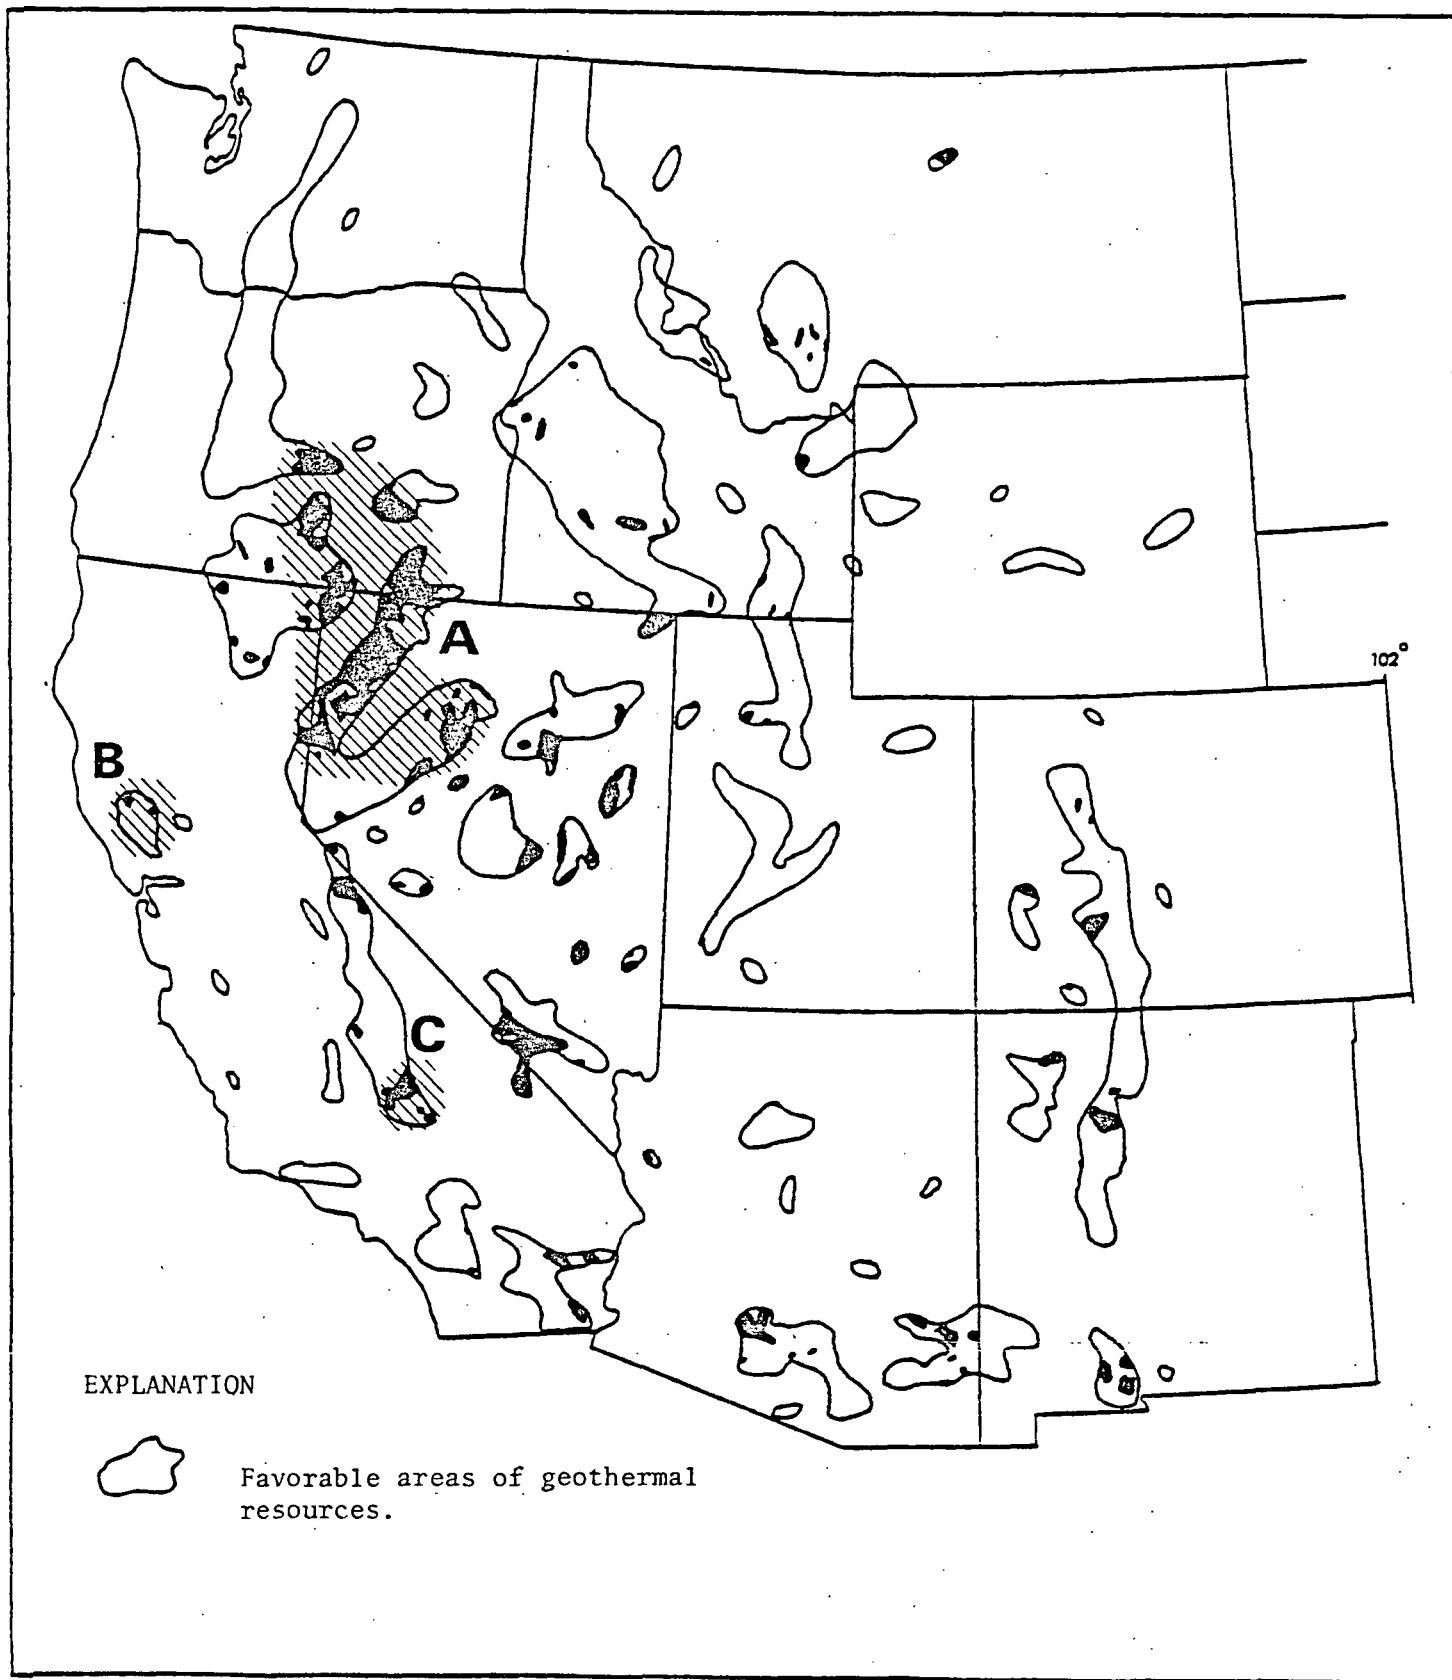 A
102°
B
C
EXPLANATION
Favorable areas of geothermal
resources.